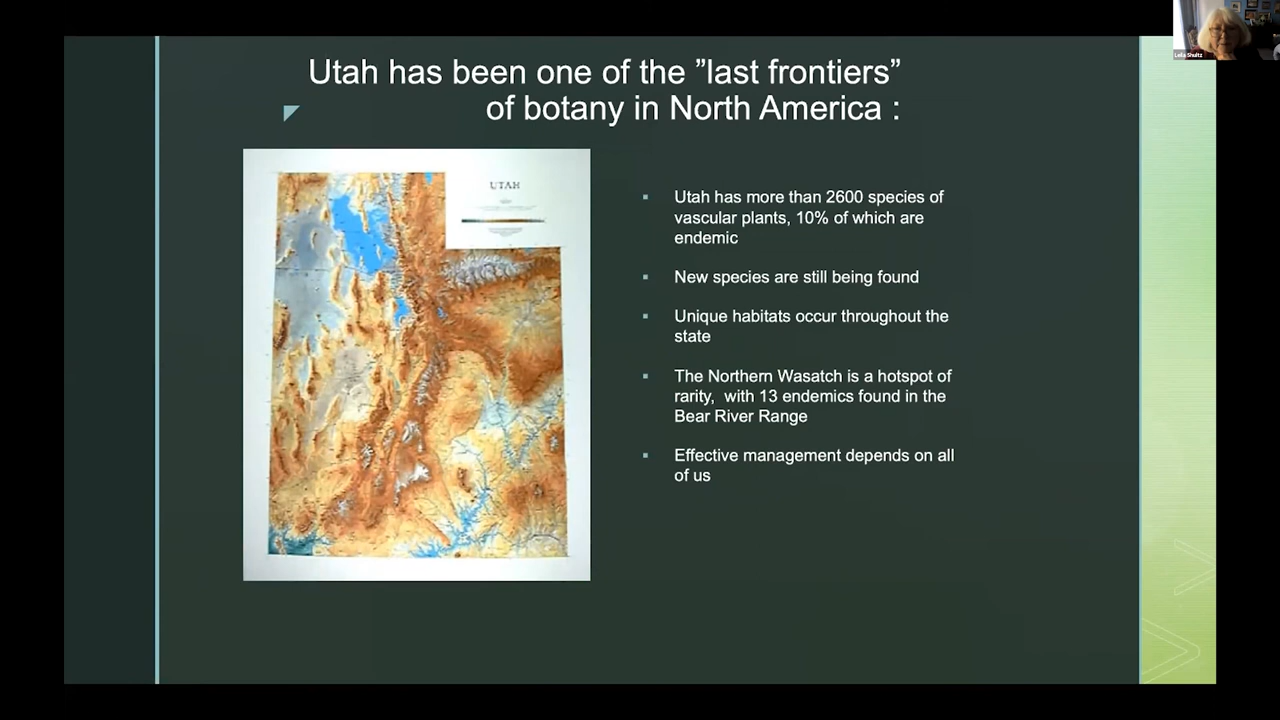 Leila Shultz
Utah has been one of the ”last frontiers”
of botany in North America :
UTAH
Utah has more than 2600 species of
vascular plants, 10% of which are
endemic
New species are still being found
Unique habitats occur throughout the
state
The Northern Wasatch is a hotspot of
rarity, with 13 endemics found in the
Bear River Range
Effective management depends on all
of us